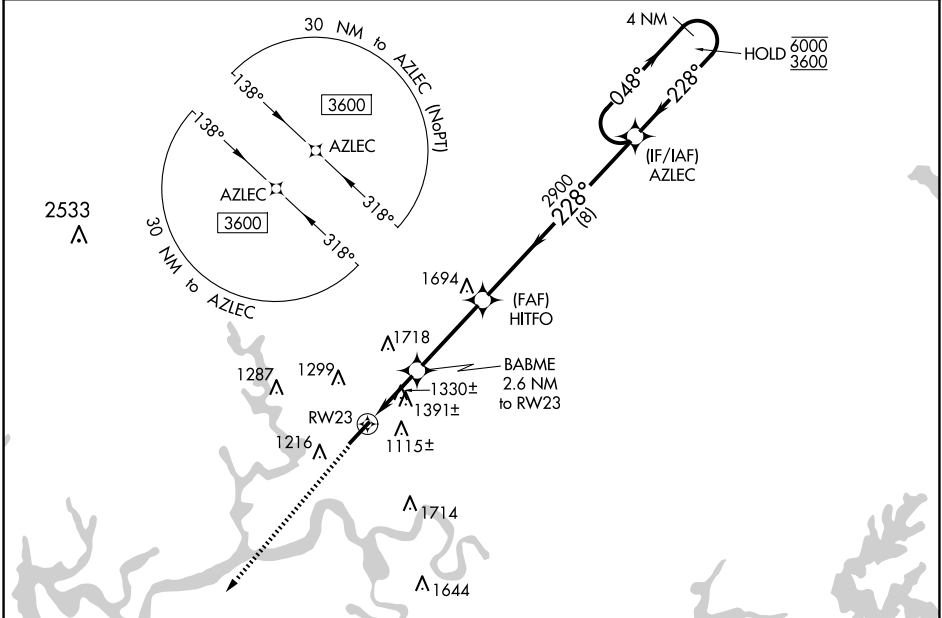 30 NM to AZLEC (NoPT)
138°
3600
AZLEC
318°
138°
AZLEC
3600
318°
30 NM to AZLEC
4 NM
HOLD 6000
3600
048°
228°
(IF/IAF)
AZLEC
2900
228°
(8)
2533
1694
(FAF)
HITFO
1718
BABME
2.6 NM
to RW23
1287
1299
1330±
1391±
RW23
1115±
1216
1714
1644